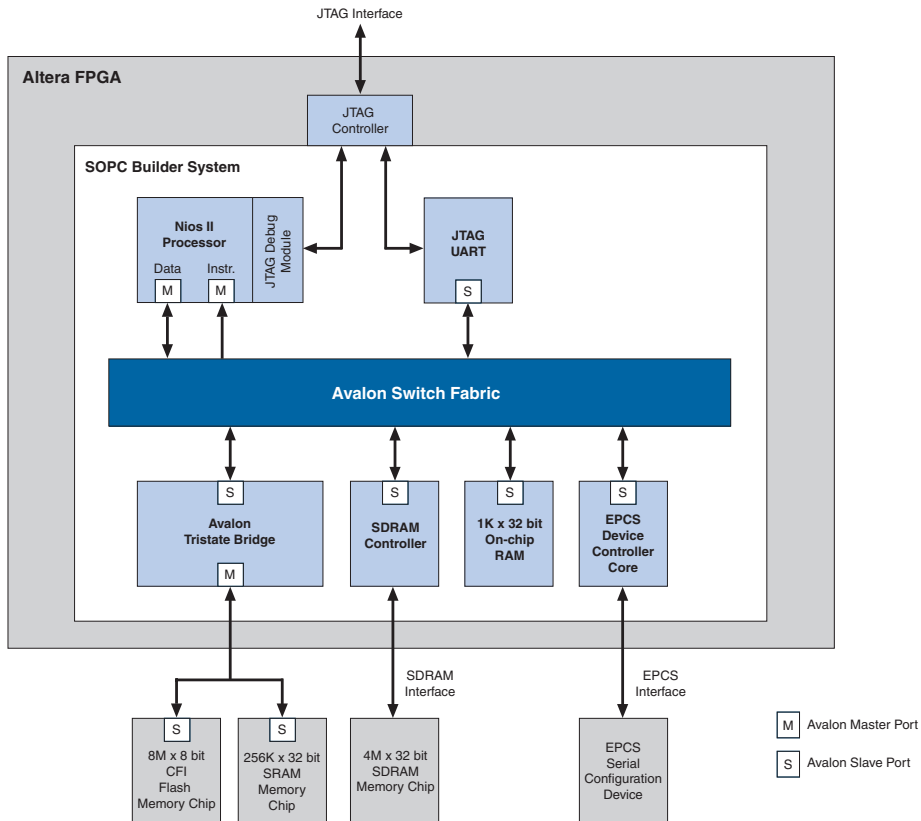 JTAG Interface
Altera FPGA
JTAG
Controller
SOPC Builder System
Nios II
Processor
JTAG Debug
Module
Data
Instr.
M
M
JTAG
UART
S
Avalon Switch Fabric
S
Avalon
Tristate Bridge
M
S
SDRAM
Controller
S
1K x 32 bit
On-chip
RAM
S
EPCS
Device
Controller
Core
SDRAM
Interface
EPCS
Interface
S
8M x 8 bit
CFI
Flash
Memory Chip
S
256K x 32 bit
SRAM
Memory
Chip
4M x 32 bit
SDRAM
Memory Chip
EPCS
Serial
Configuration
Device
M Avalon Master Port
S Avalon Slave Port